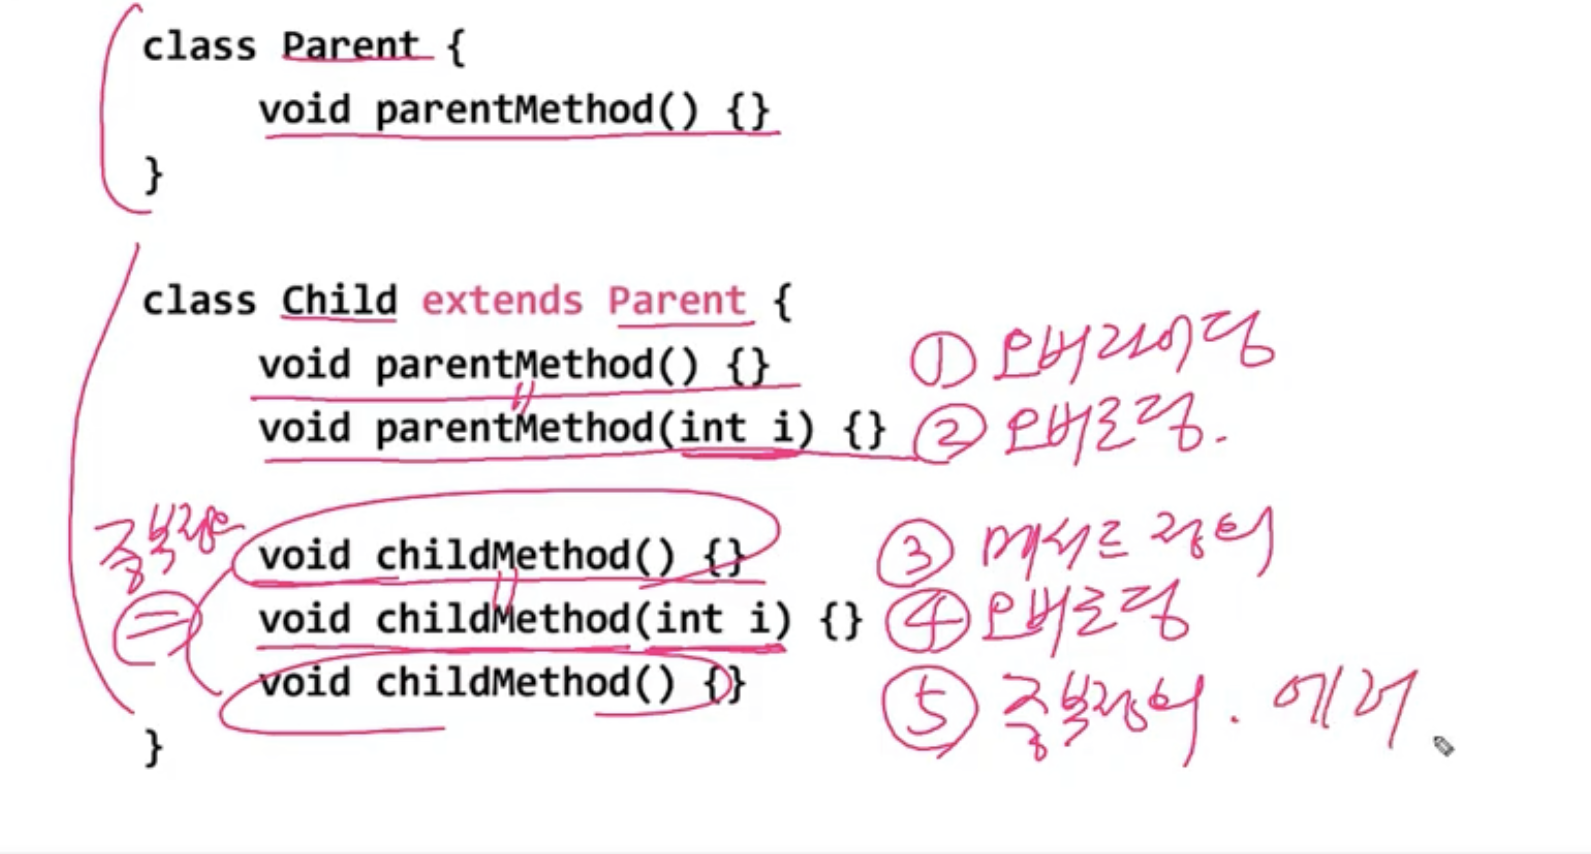 class Parent {
void parentMethod() {}
}
class Child extends Parent {
void parentMethod() {} ① 오버라이딩
void parentMethod(int i) {} ② 오버로딩.
중복정의
void childMethod() {} ③ 메서드 정의
void childMethod(int i) {} ④ 오버로딩
void childMethod() {} ⑤ 중복정의. 에러
}